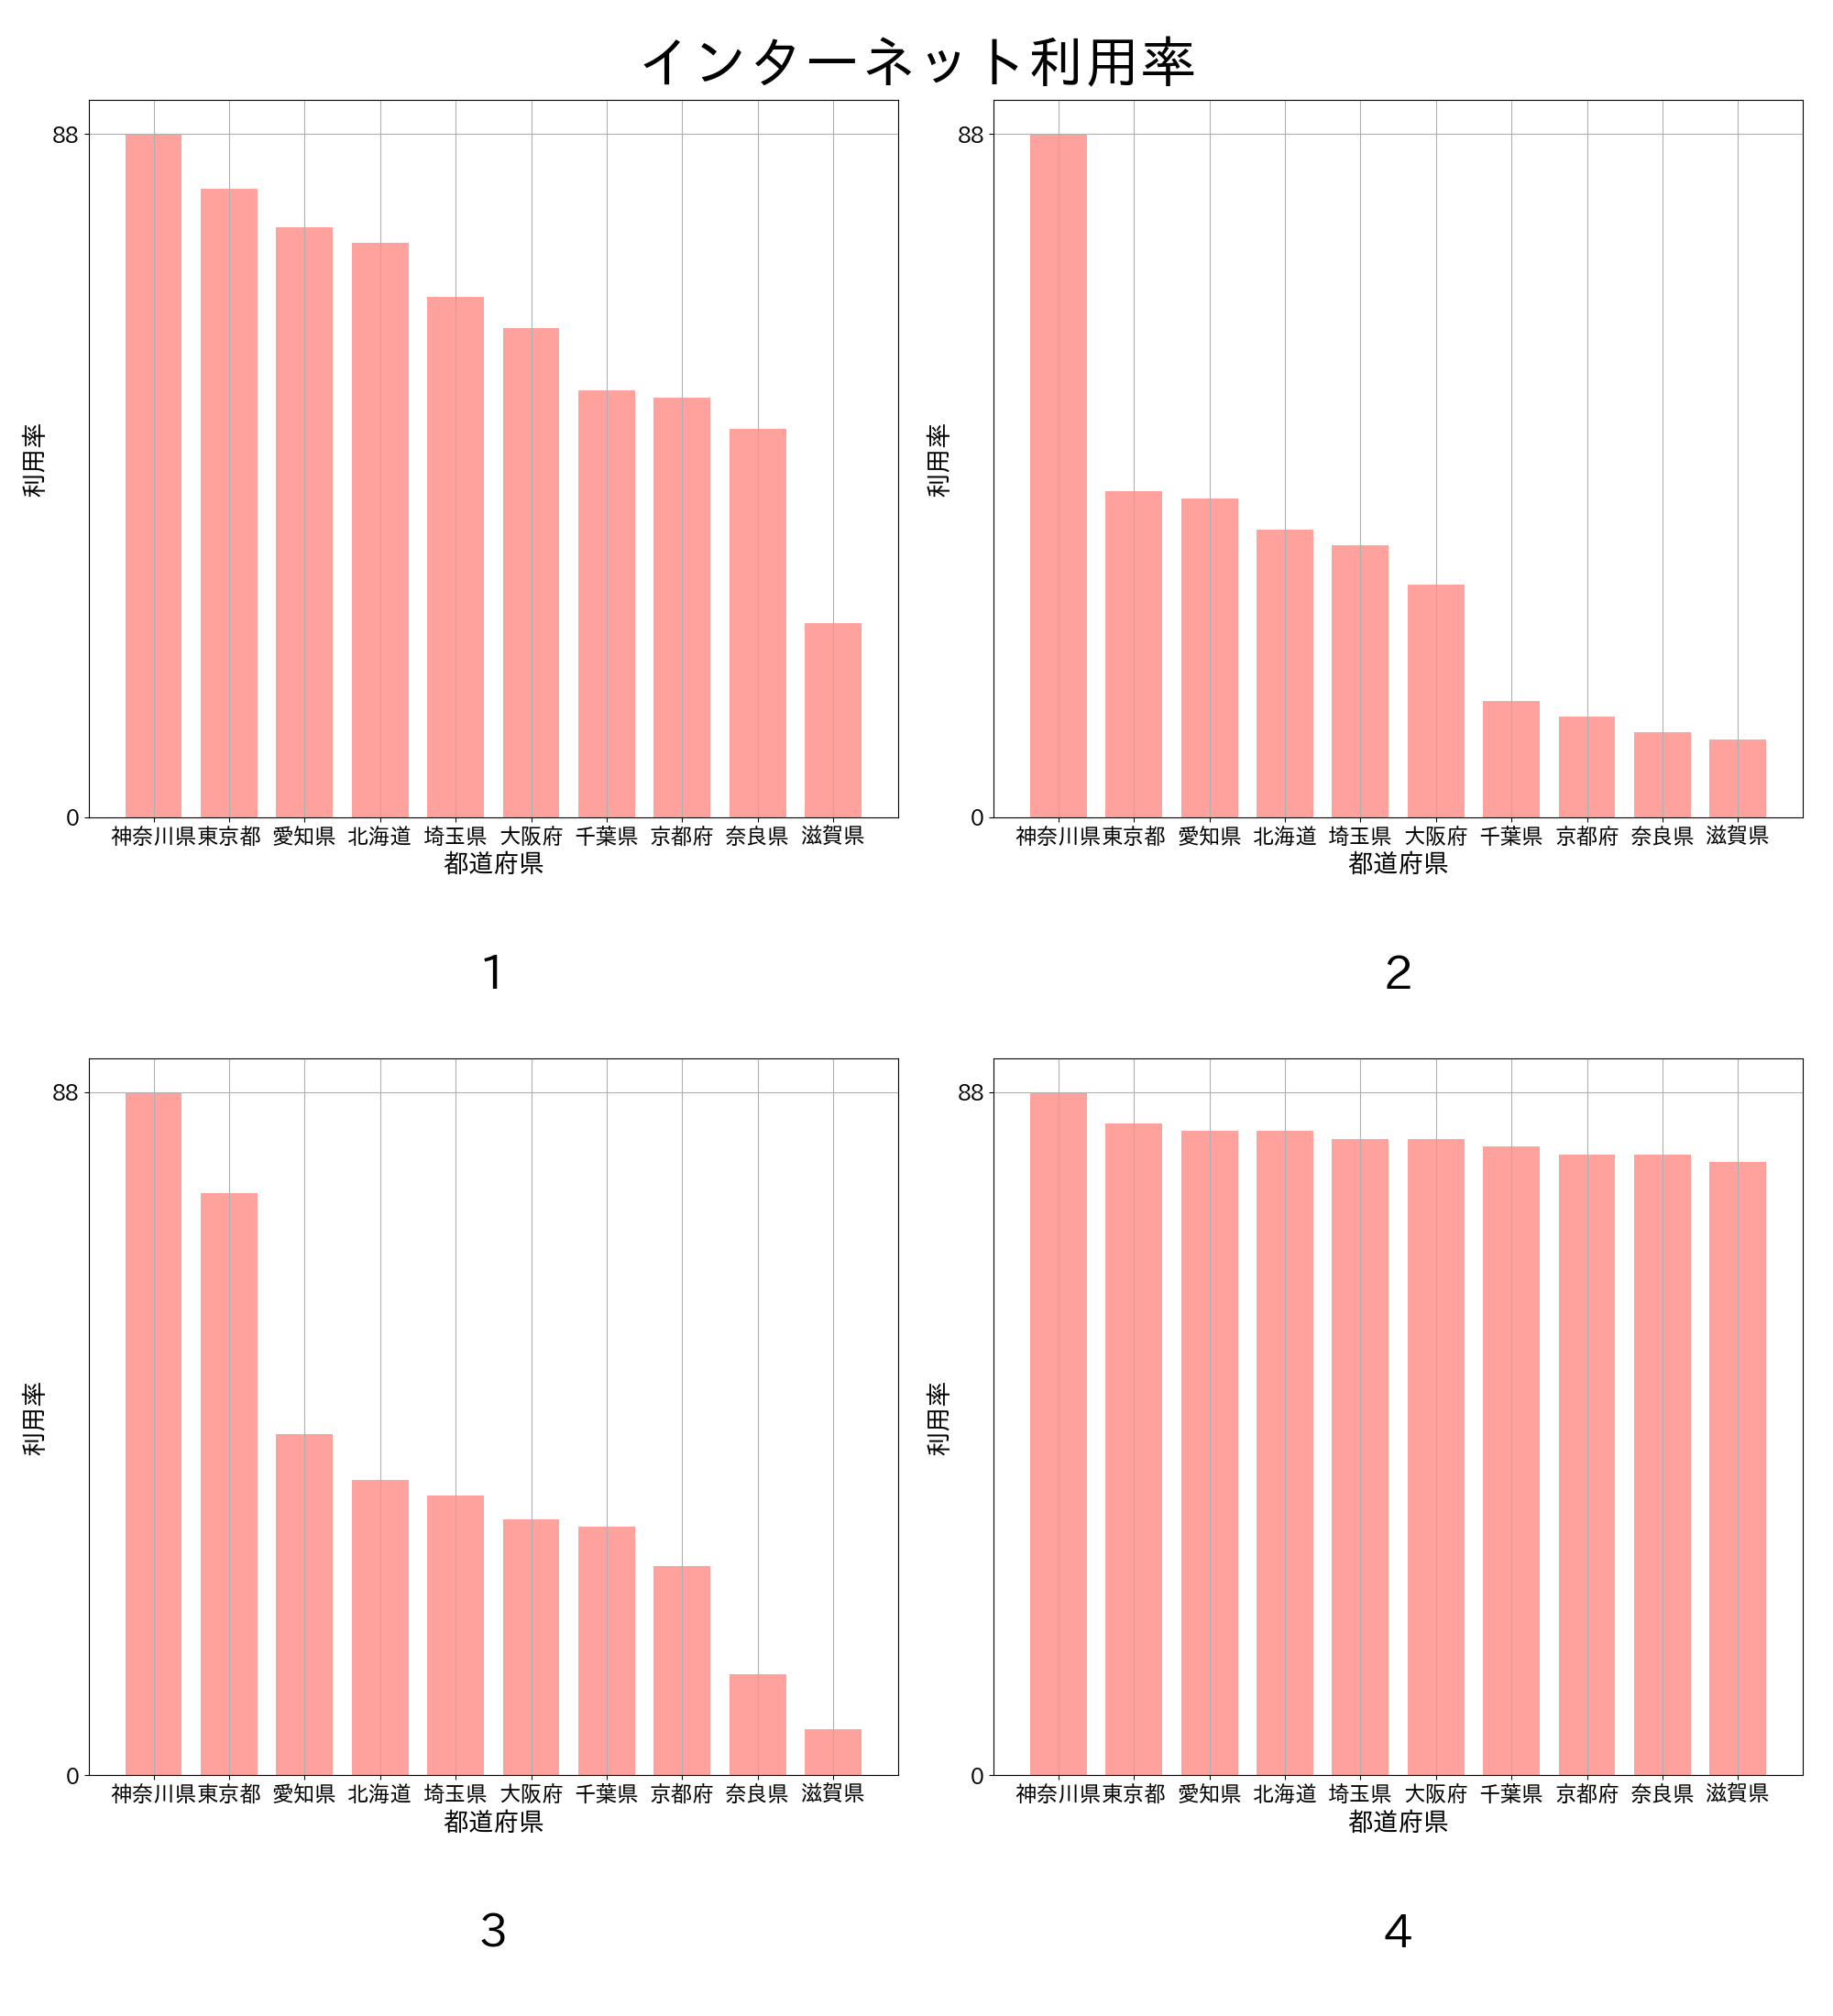 インターネット利用率
88
0
利用率
神奈川県 東京都 愛知県 北海道 埼玉県 大阪府 千葉県 京都府 奈良県 滋賀県
都道府県
1
88
0
利用率
神奈川県 東京都 愛知県 北海道 埼玉県 大阪府 千葉県 京都府 奈良県 滋賀県
都道府県
2
88
0
利用率
神奈川県 東京都 愛知県 北海道 埼玉県 大阪府 千葉県 京都府 奈良県 滋賀県
都道府県
3
88
0
利用率
神奈川県 東京都 愛知県 北海道 埼玉県 大阪府 千葉県 京都府 奈良県 滋賀県
都道府県
4